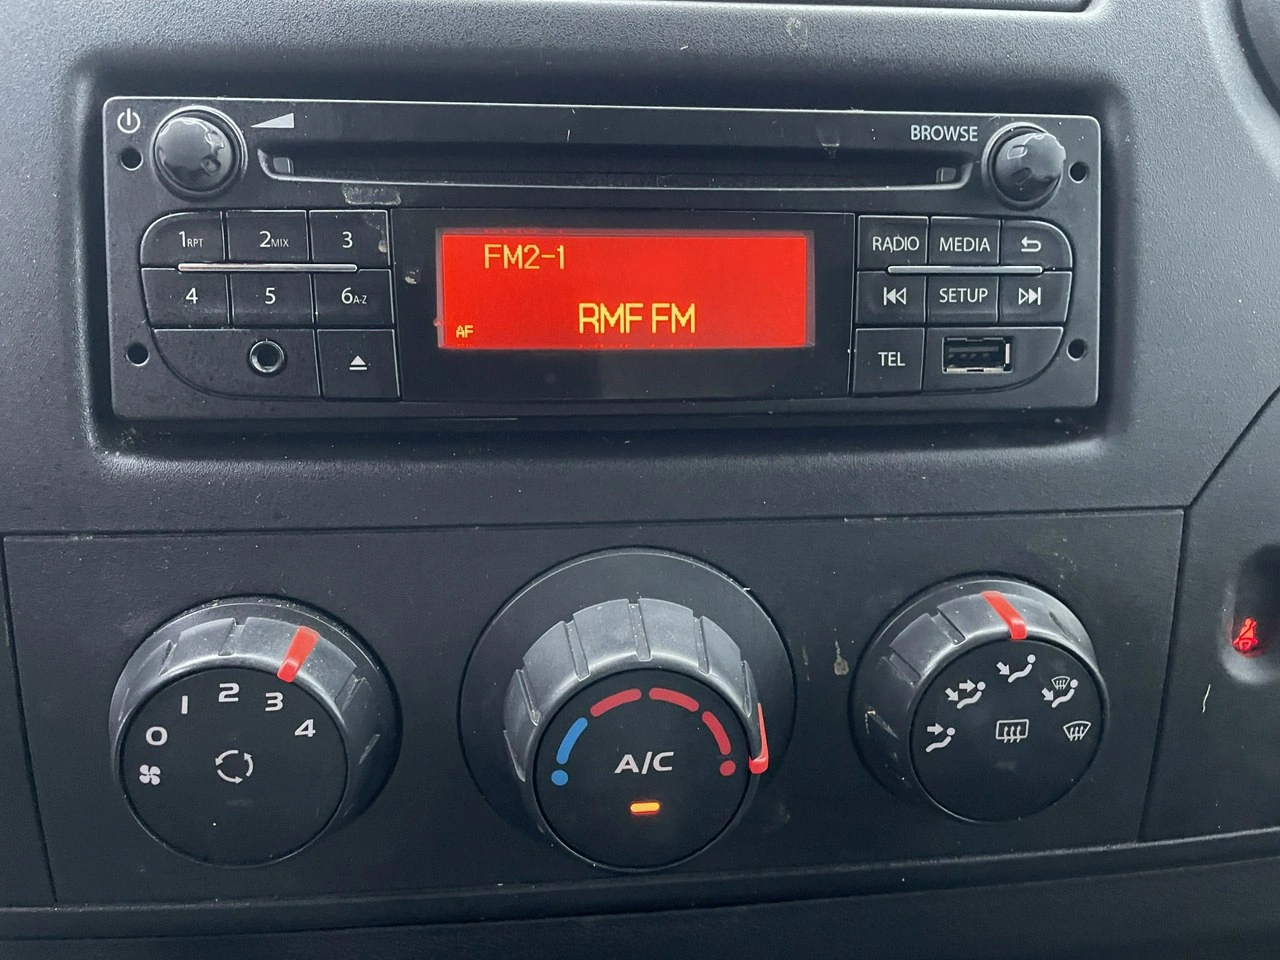 BROWSE
1RPT 2MIX 3
4 5 6A-Z
FM2-1
RMF FM
AF
RADIO MEDIA
SETUP
TEL
0 1 2 3 4
A/C